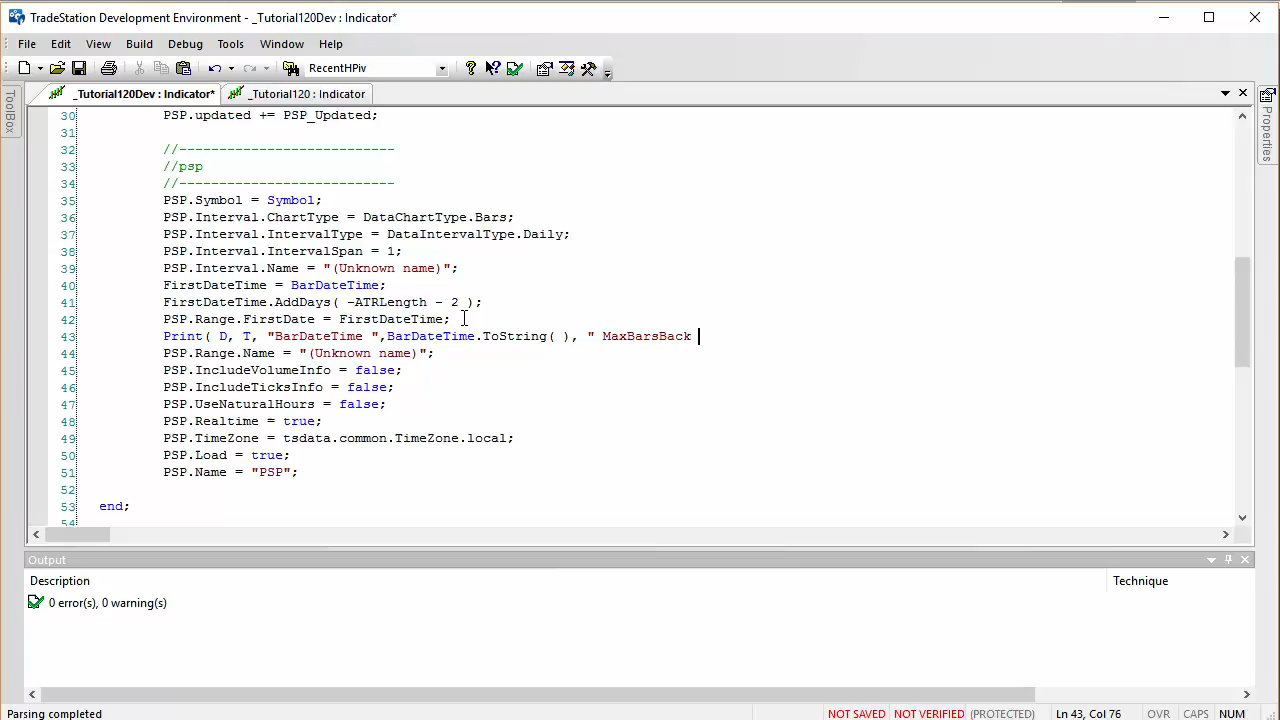 TradeStation Development Environment - _Tutorial120Dev : Indicator*
File Edit View Build Debug Tools Window Help
RecentHPiv
_Tutorial120Dev : Indicator* _Tutorial120 : Indicator
ToolBox
Properties
30 PSP.updated += PSP_Updated;
31
32 //---------------------------
33 //psp
34 //---------------------------
35 PSP.Symbol = Symbol;
36 PSP.Interval.ChartType = DataChartType.Bars;
37 PSP.Interval.IntervalType = DataIntervalType.Daily;
38 PSP.Interval.IntervalSpan = 1;
39 PSP.Interval.Name = "(Unknown name)";
40 FirstDateTime = BarDateTime;
41 FirstDateTime.AddDays( -ATRLength - 2 );
42 PSP.Range.FirstDate = FirstDateTime;
43 Print( D, T, "BarDateTime ",BarDateTime.ToString( ), " MaxBarsBack
44 PSP.Range.Name = "(Unknown name)";
45 PSP.IncludeVolumeInfo = false;
46 PSP.IncludeTicksInfo = false;
47 PSP.UseNaturalHours = false;
48 PSP.Realtime = true;
49 PSP.TimeZone = tsdata.common.TimeZone.local;
50 PSP.Load = true;
51 PSP.Name = "PSP";
52
53 end;
54
Output
Description Technique
0 error(s), 0 warning(s)
Parsing completed NOT SAVED NOT VERIFIED (PROTECTED) Ln 43, Col 76 OVR CAPS NUM